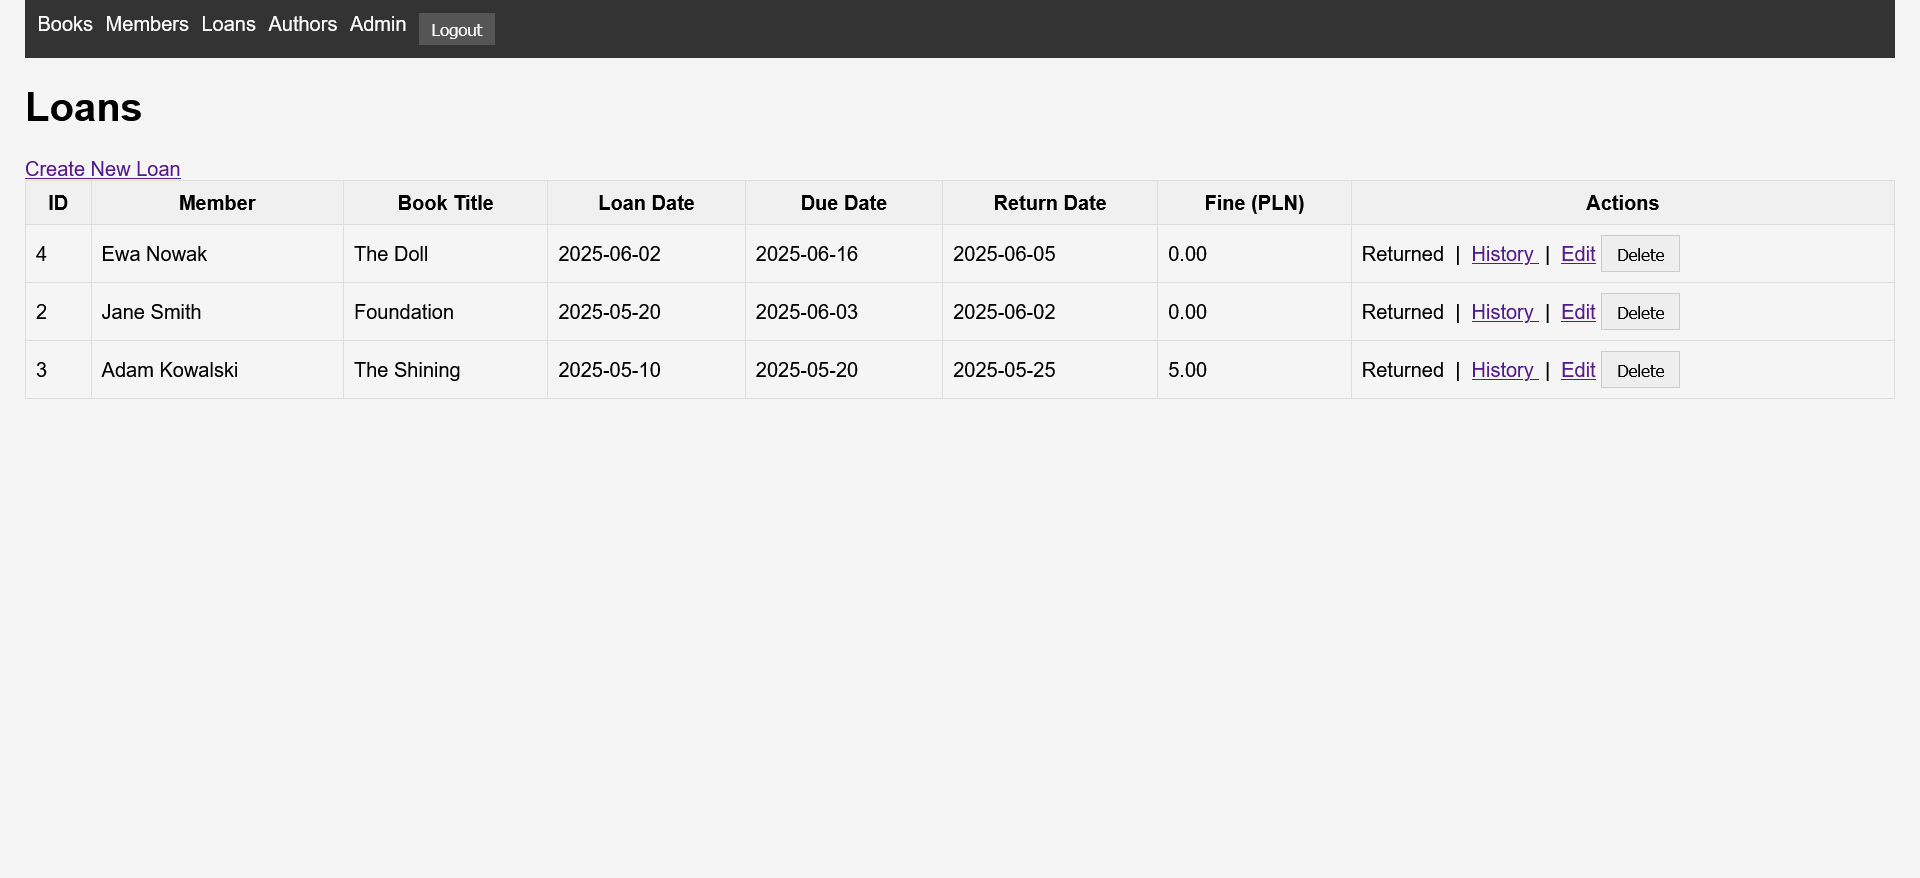 Books Members Loans Authors Admin Logout
Loans
Create New Loan
ID Member Book Title Loan Date Due Date Return Date Fine (PLN) Actions
4 Ewa Nowak The Doll 2025-06-02 2025-06-16 2025-06-05 0.00 Returned | History | Edit Delete
2 Jane Smith Foundation 2025-05-20 2025-06-03 2025-06-02 0.00 Returned | History | Edit Delete
3 Adam Kowalski The Shining 2025-05-10 2025-05-20 2025-05-25 5.00 Returned | History | Edit Delete